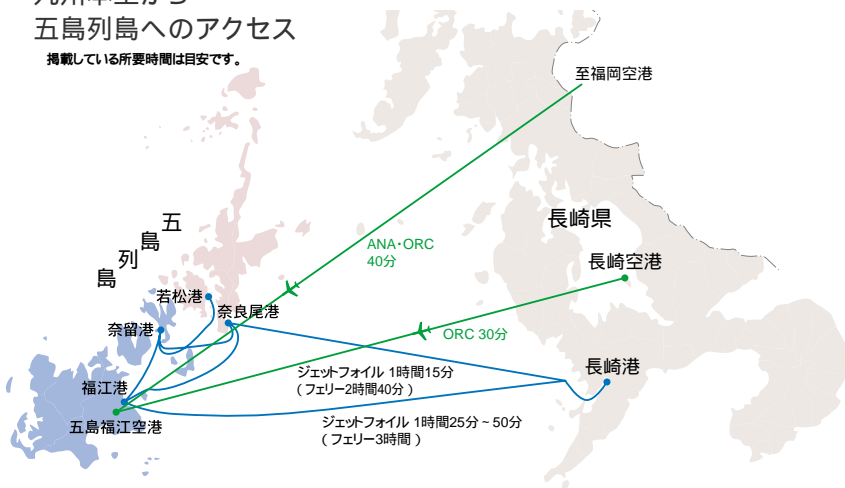 五島列島へのアクセス
掲載している所要時間は目安です。
至福岡空港
五島列島
長崎県
ANA・ORC
40分
長崎空港
若松港
奈良尾港
奈留港
ORC 30分
ジェットフォイル 1時間15分
（フェリー2時間40分）
長崎港
福江港
五島福江空港
ジェットフォイル 1時間25分～50分
（フェリー3時間）